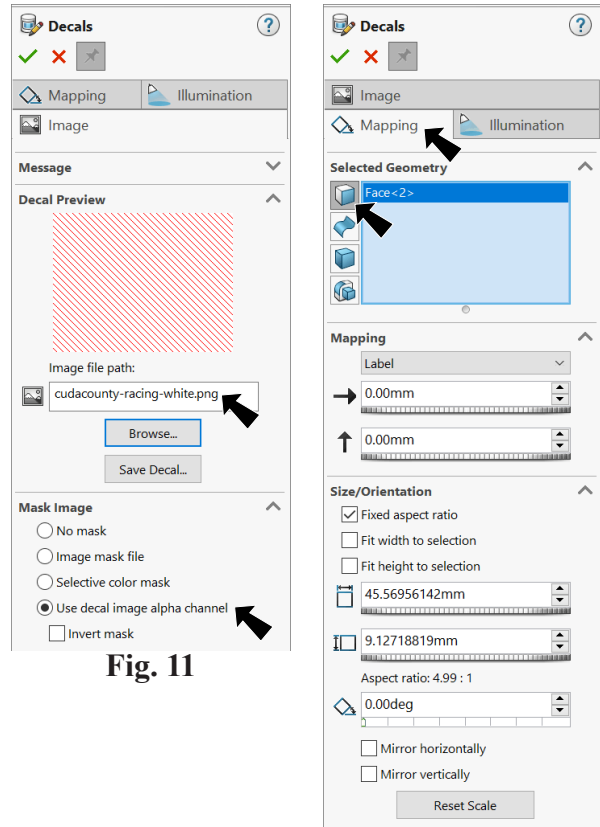 Decals
?
Mapping
Illumination
Image
Message
Decal Preview
Image file path:
cudacounty-racing-white.png
Browse...
Save Decal...
Mask Image
No mask
Image mask file
Selective color mask
Use decal image alpha channel
Invert mask
Fig. 11
Decals
?
Image
Mapping
Illumination
Selected Geometry
Face<2>
Mapping
Label
0.00mm
0.00mm
Size/Orientation
Fixed aspect ratio
Fit width to selection
Fit height to selection
45.56956142mm
9.12718819mm
Aspect ratio: 4.99 : 1
0.00deg
Mirror horizontally
Mirror vertically
Reset Scale